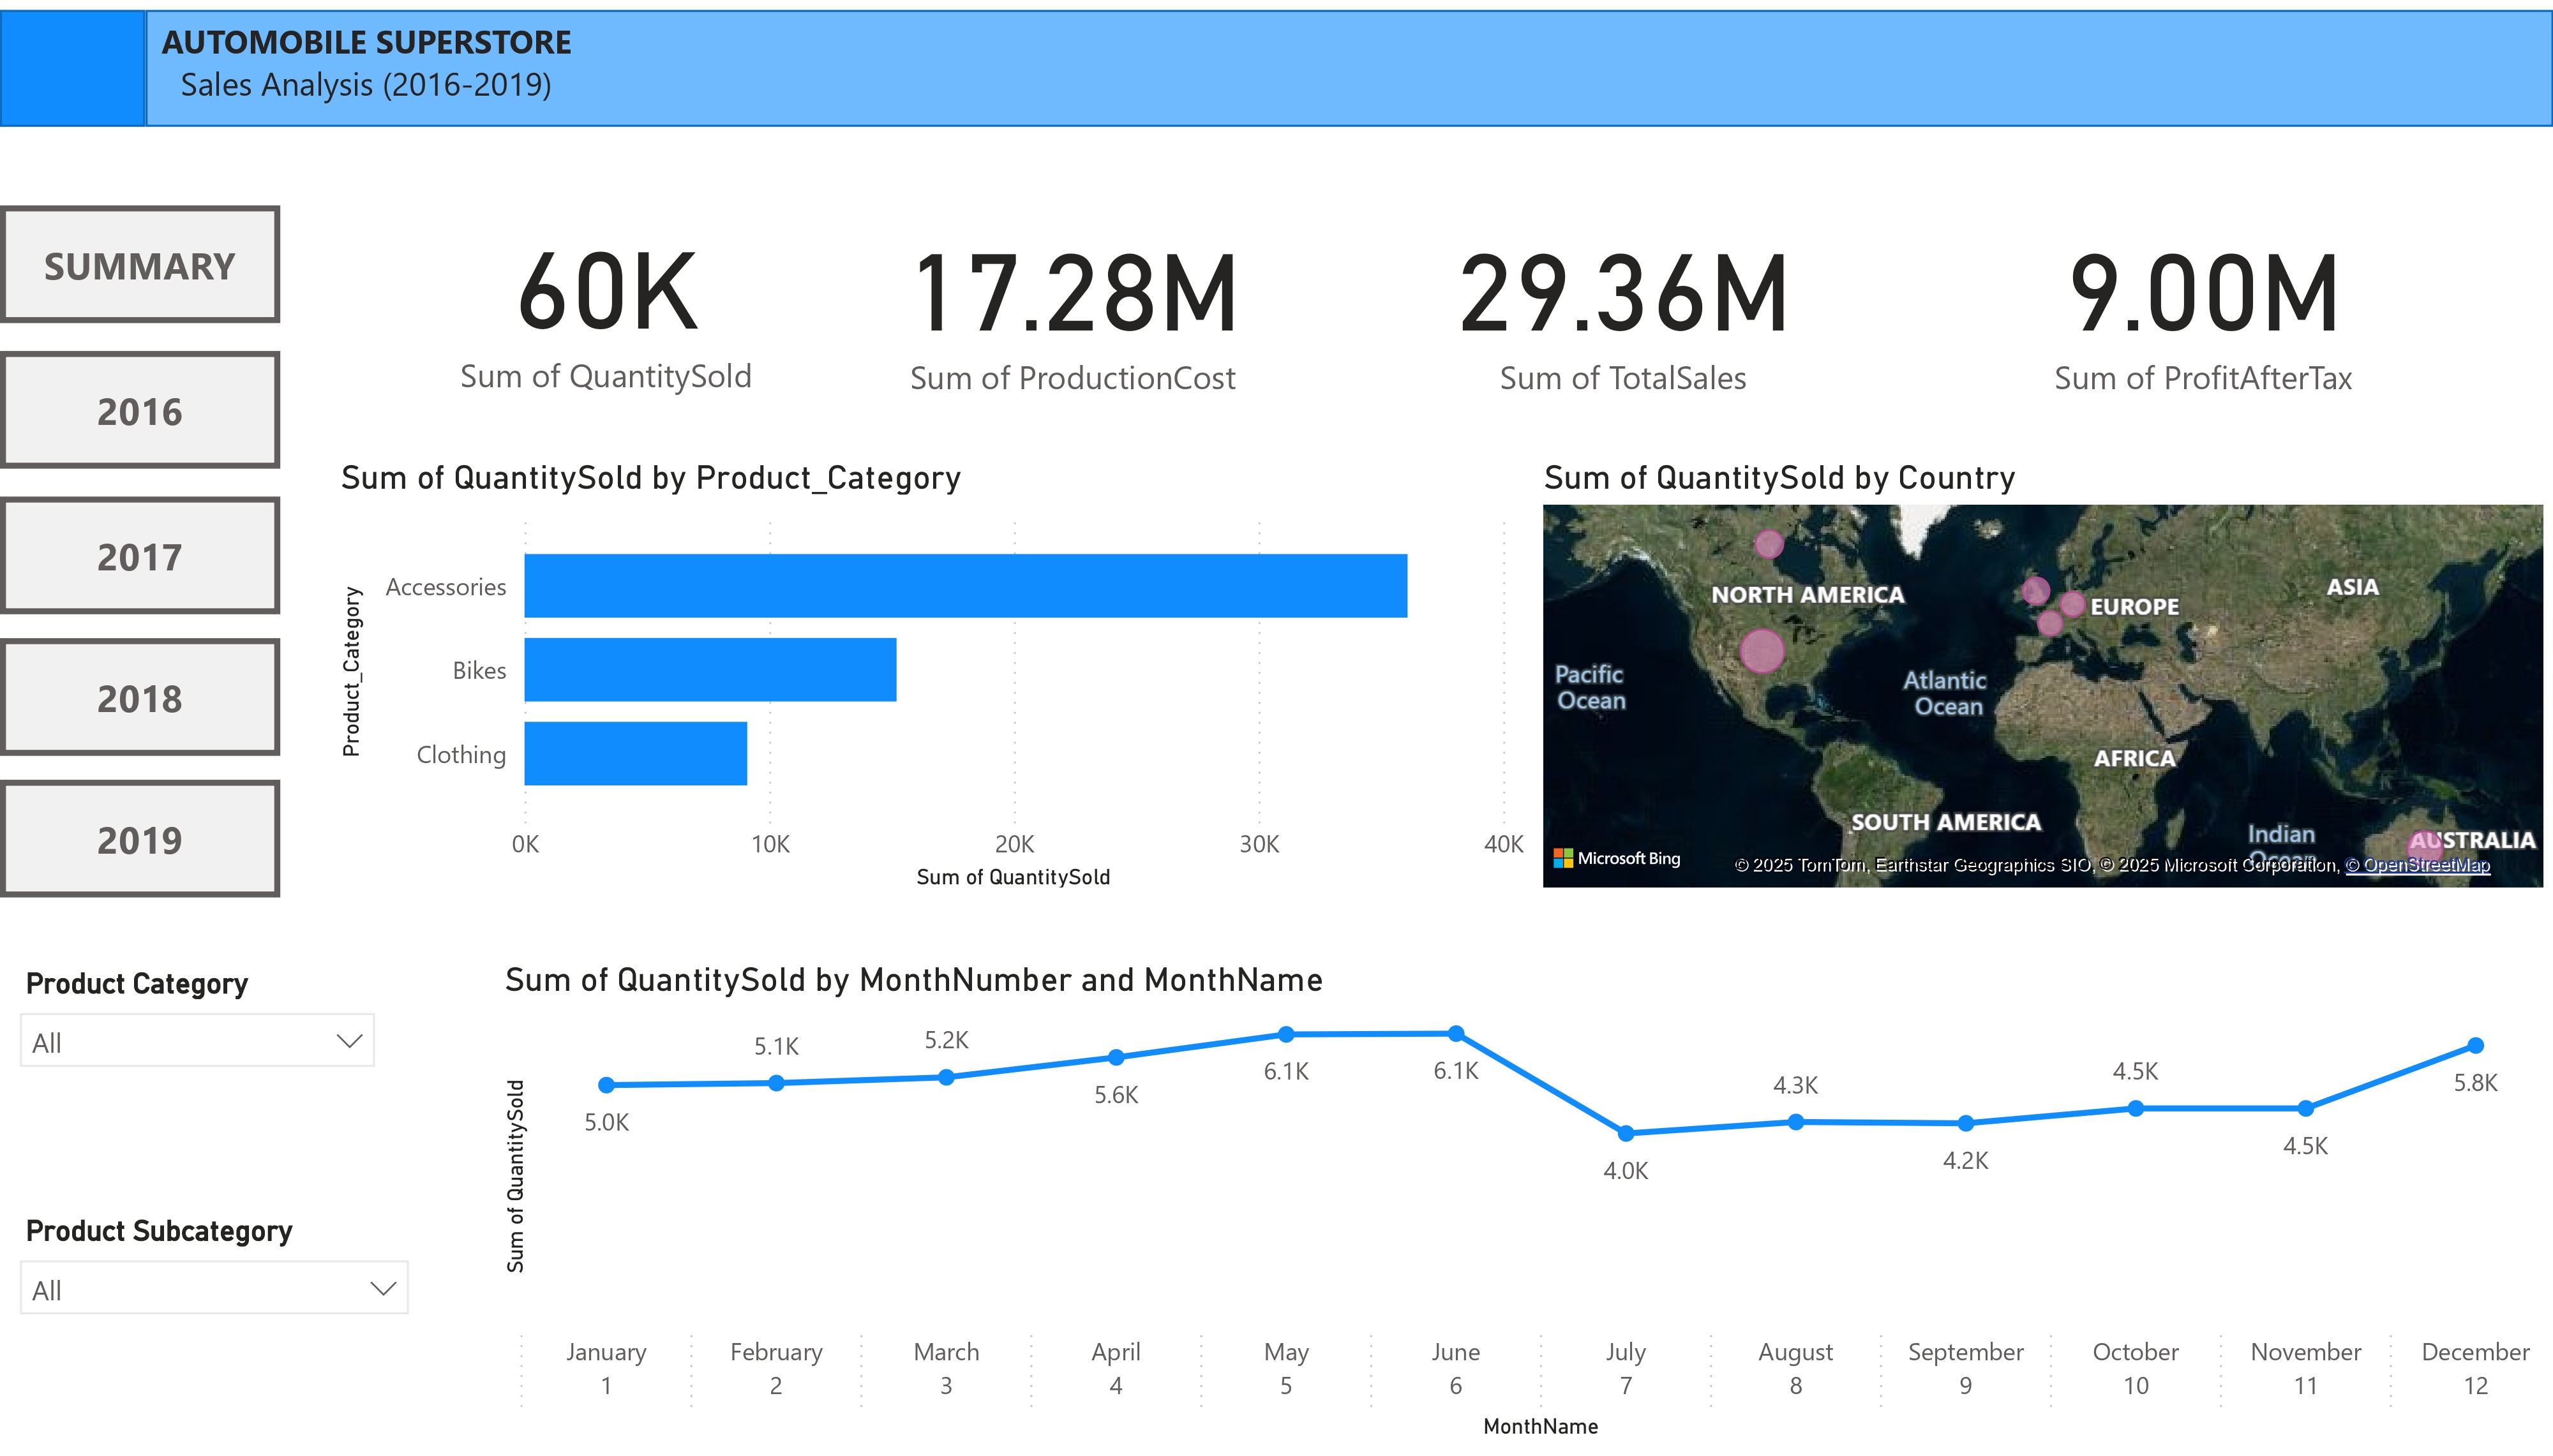 AUTOMOBILE SUPERSTORE
Sales Analysis (2016-2019)
SUMMARY
2016
2017
2018
2019
60K
Sum of QuantitySold
17.28M
Sum of ProductionCost
29.36M
Sum of TotalSales
9.00M
Sum of ProfitAfterTax
Sum of QuantitySold by Product_Category
Product_Category
Accessories
Bikes
Clothing
0K 10K 20K 30K 40K
Sum of QuantitySold
Sum of QuantitySold by Country
NORTH AMERICA
EUROPE
ASIA
Pacific
Ocean
Atlantic
Ocean
AFRICA
SOUTH AMERICA
Indian
Ocean
AUSTRALIA
Microsoft Bing
© 2025 TomTom, Earthstar Geographics SIO, © 2025 Microsoft Corporation, © OpenStreetMap
Product Category
All
Product Subcategory
All
Sum of QuantitySold by MonthNumber and MonthName
Sum of QuantitySold
5.0K
5.1K
5.2K
5.6K
6.1K
6.1K
4.0K
4.3K
4.2K
4.5K
4.5K
5.8K
January February March April May June July August September October November December
1 2 3 4 5 6 7 8 9 10 11 12
MonthName